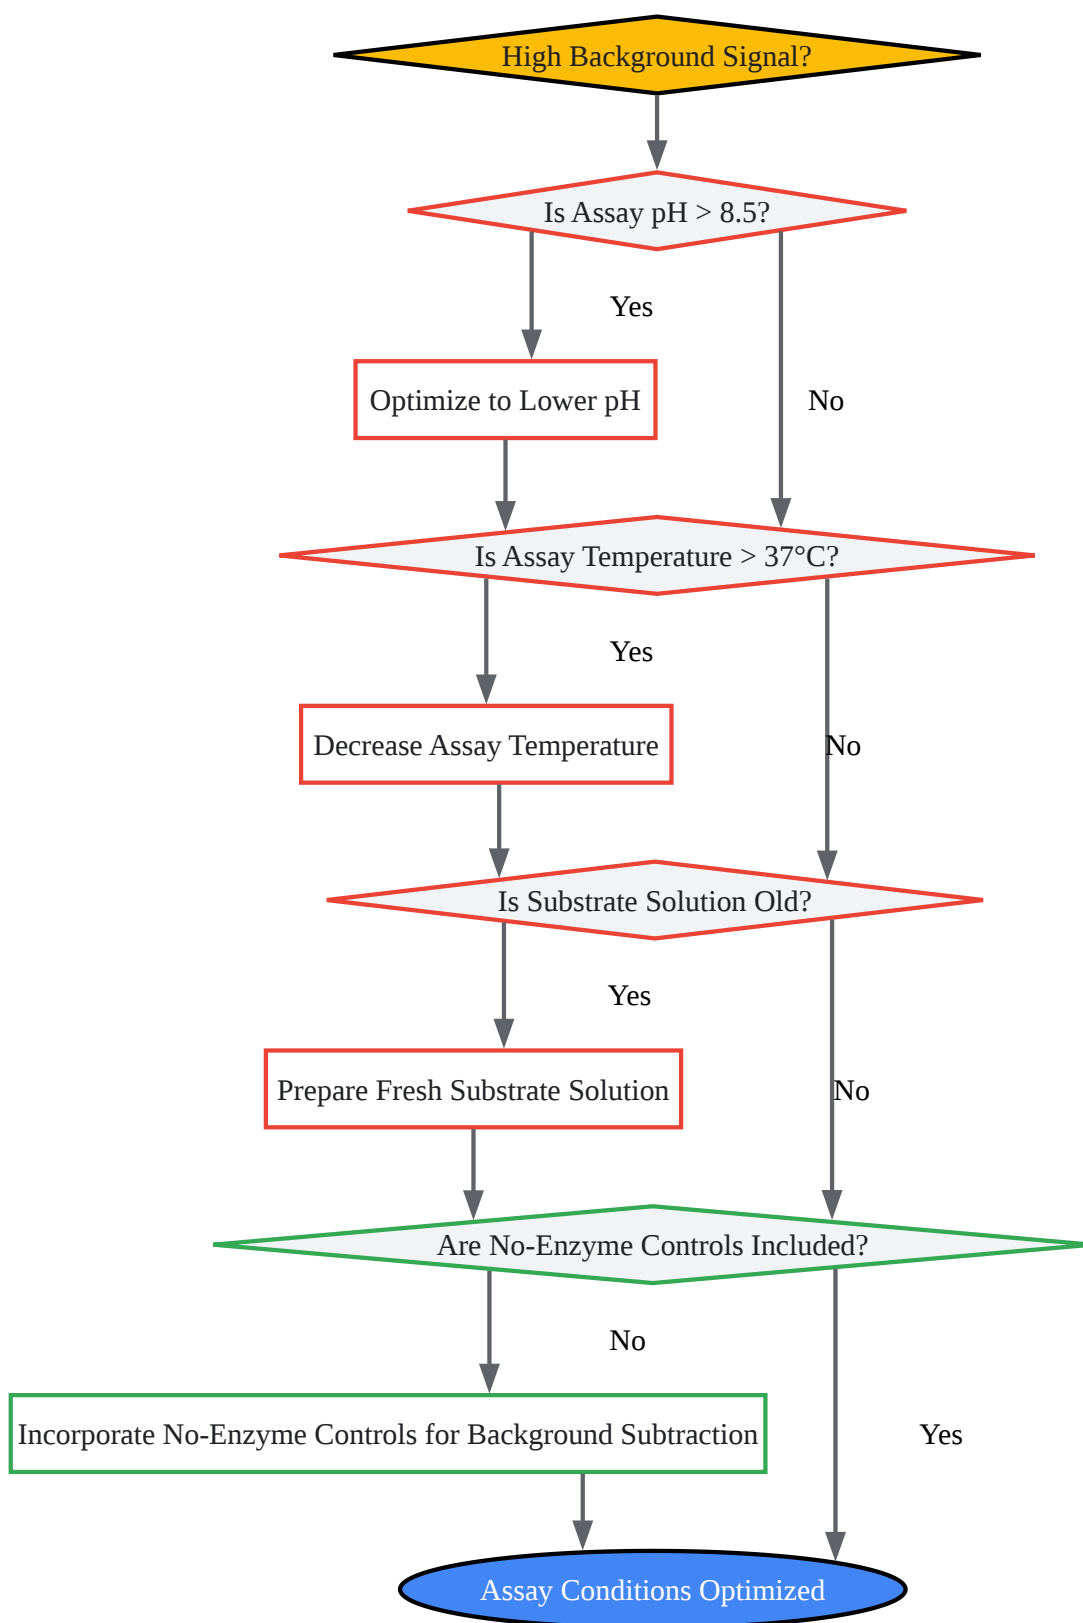 High Background Signal?
Is Assay pH > 8.5?
Yes
Optimize to Lower pH
No
Is Assay Temperature > 37°C?
Yes
Decrease Assay Temperature
No
Is Substrate Solution Old?
Yes
Prepare Fresh Substrate Solution
No
Are No-Enzyme Controls Included?
No
Incorporate No-Enzyme Controls for Background Subtraction
Yes
Assay Conditions Optimized